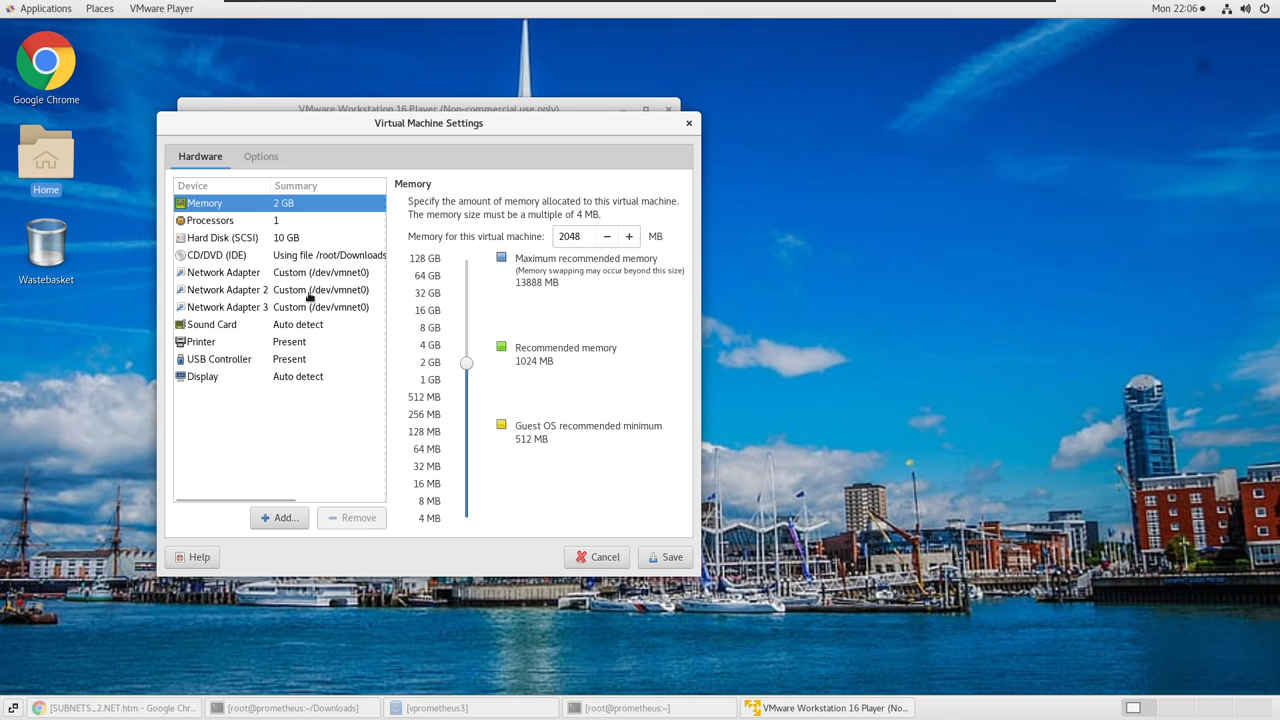 Applications Places VMware Player Mon 22:06
Google Chrome
Home
Wastebasket
VMware Workstation 16 Player (Non-commercial use only)
Virtual Machine Settings
Hardware Options
Device Summary
Memory 2 GB
Processors 1
Hard Disk (SCSI) 10 GB
CD/DVD (IDE) Using file /root/Downloads
Network Adapter Custom (/dev/vmnet0)
Network Adapter 2 Custom (/dev/vmnet0)
Network Adapter 3 Custom (/dev/vmnet0)
Sound Card Auto detect
Printer Present
USB Controller Present
Display Auto detect
Add... Remove
Memory
Specify the amount of memory allocated to this virtual machine.
The memory size must be a multiple of 4 MB.
Memory for this virtual machine: 2048 − + MB
128 GB
64 GB
32 GB
16 GB
8 GB
4 GB
2 GB
1 GB
512 MB
256 MB
128 MB
64 MB
32 MB
16 MB
8 MB
4 MB
Maximum recommended memory
(Memory swapping may occur beyond this size)
13888 MB
Recommended memory
1024 MB
Guest OS recommended minimum
512 MB
Help Cancel Save
[SUBNETS_2.NET.htm - Google Chr... [root@prometheus:~/Downloads] [vprometheus3] [root@prometheus:~] VMware Workstation 16 Player (No...